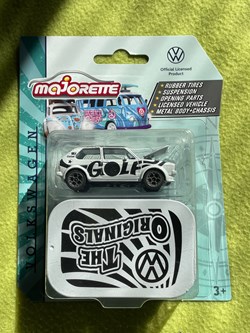 majorette
Official Licensed
Product
• RUBBER TIRES
• SUSPENSION
• OPENING PARTS
• LICENSED VEHICLE
• METAL BODY+CHASSIS
VOLKSWAGEN
GOLF
THE
ORIGINALS
3+